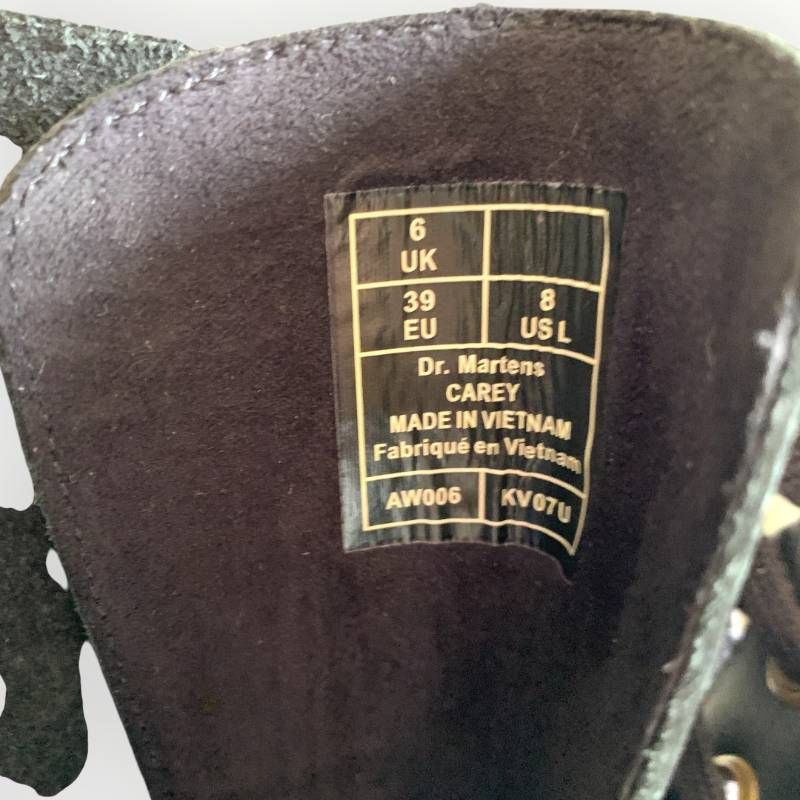 6
UK
39
EU
8
US L
Dr. Martens
CAREY
MADE IN VIETNAM
Fabriqué en Vietnam
AW006
KV07U